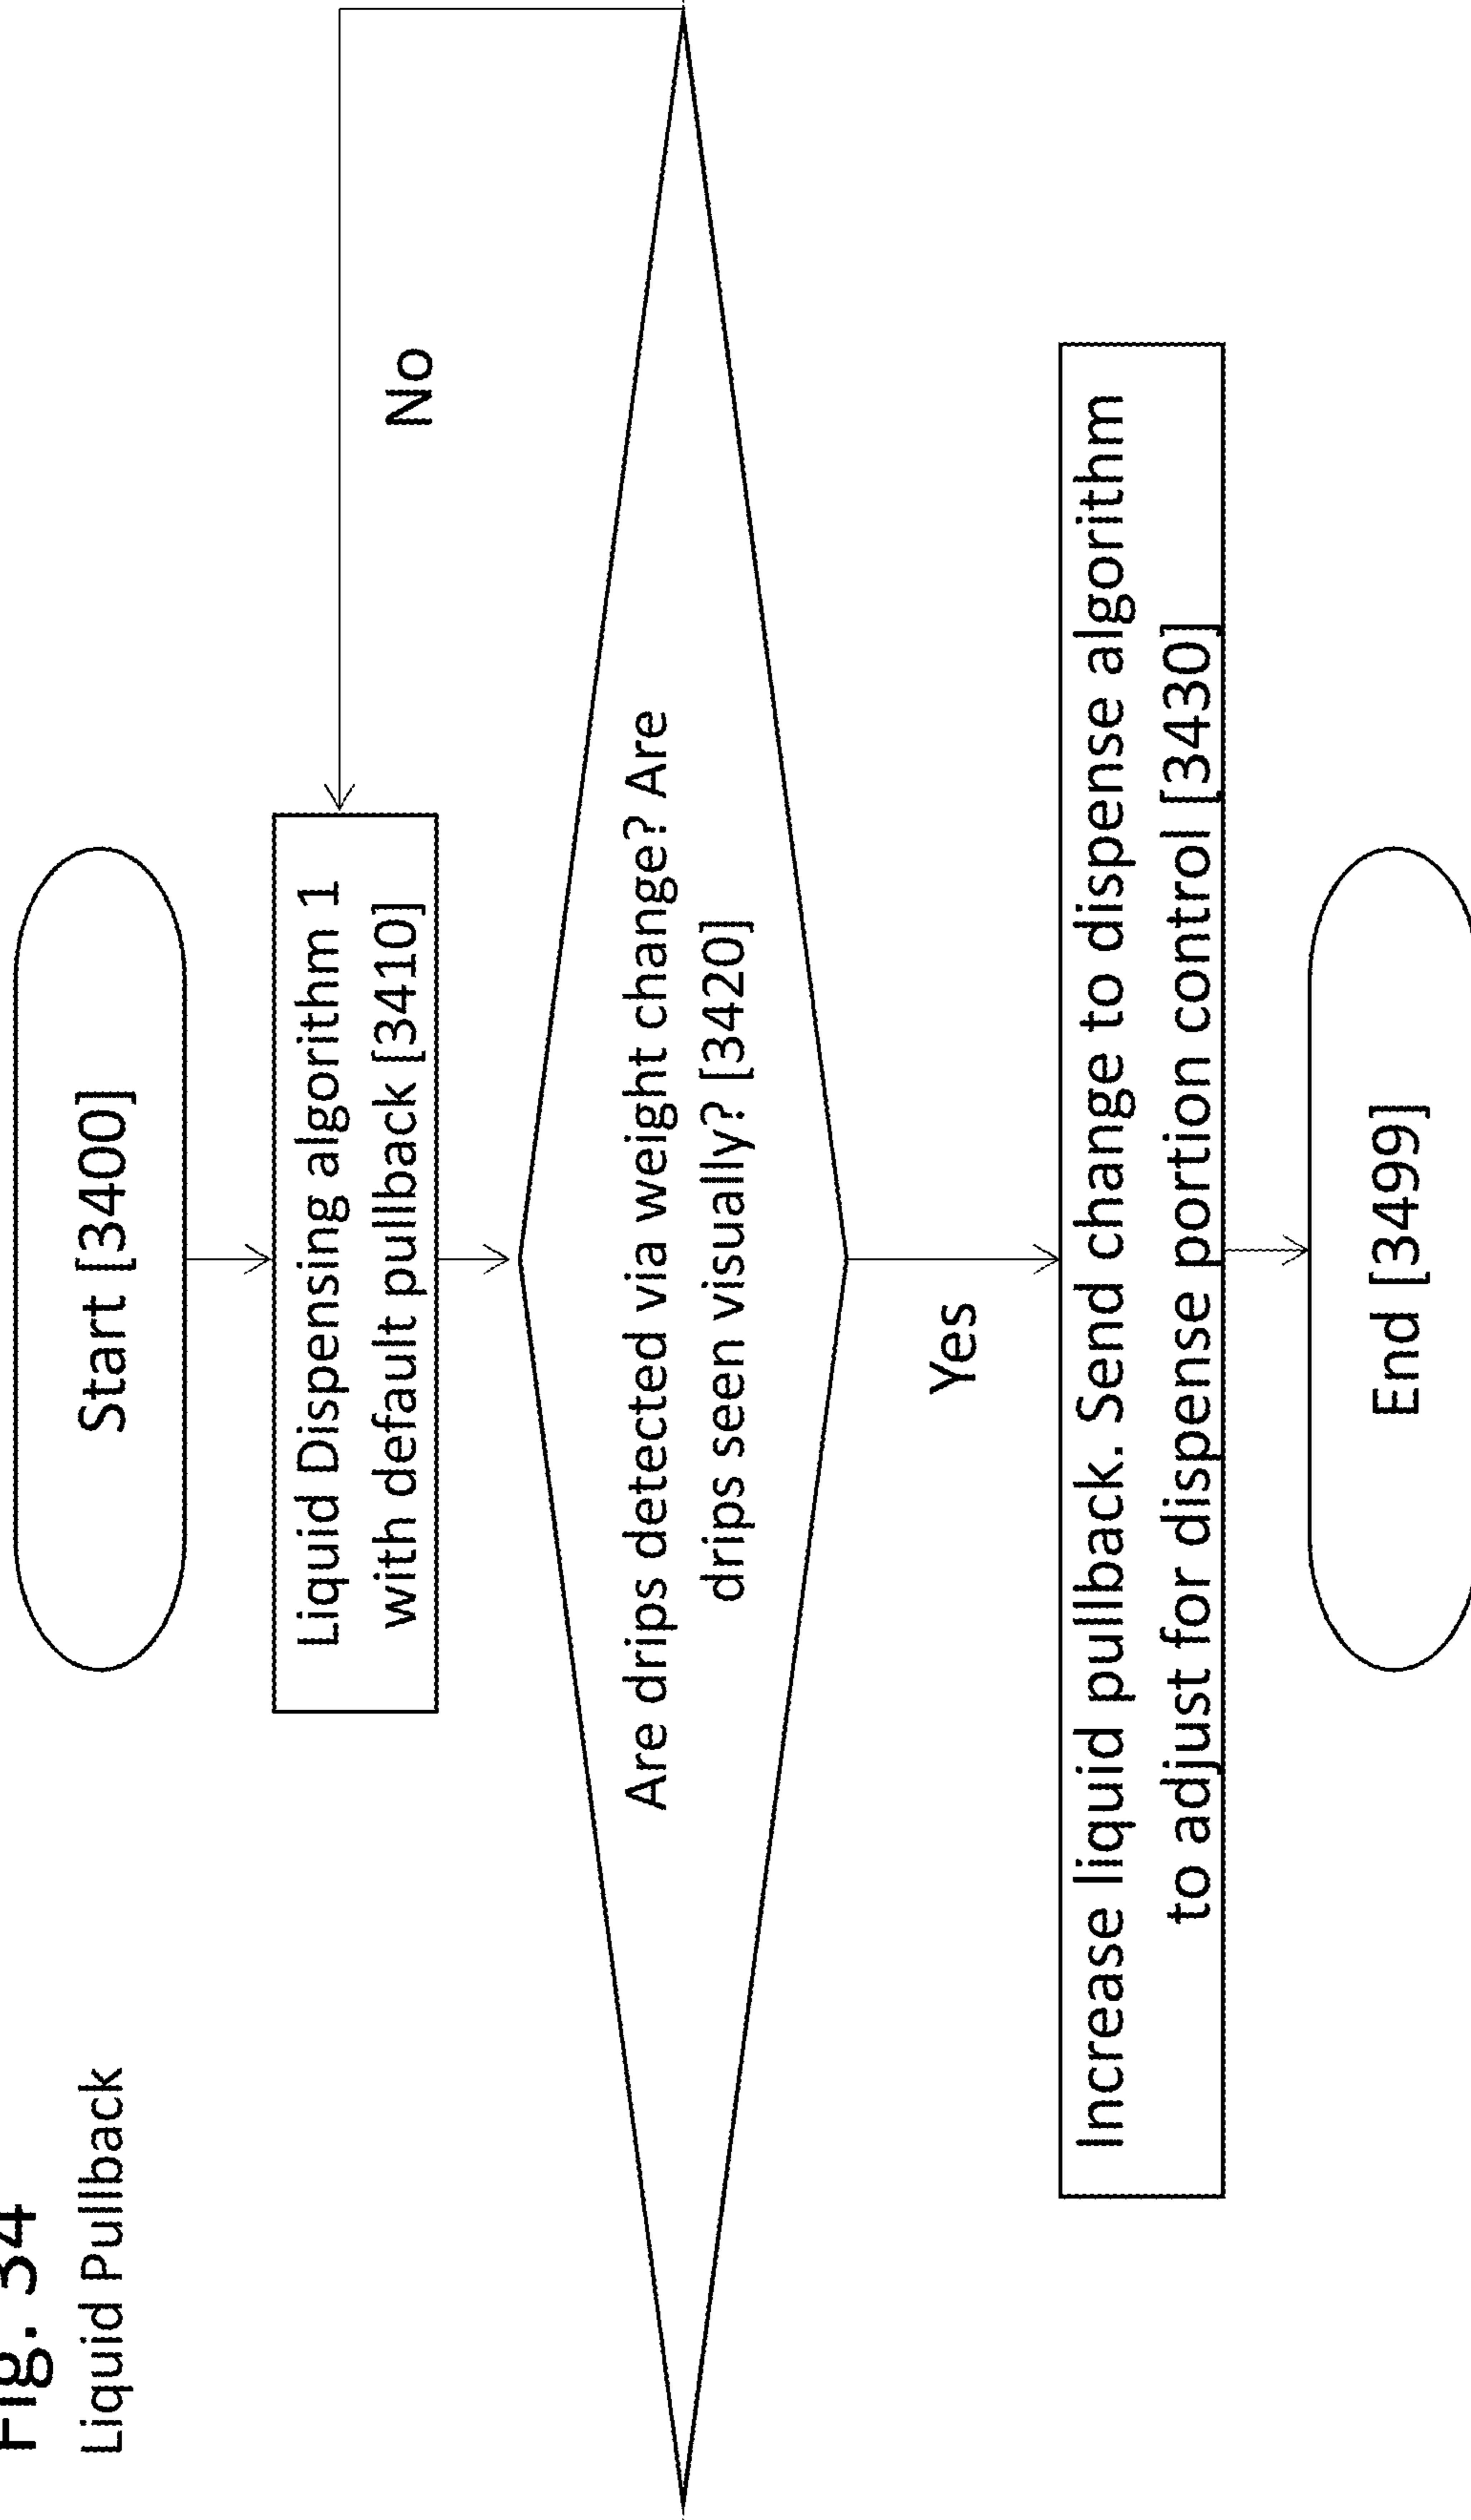 Fig. 34
Liquid Pullback
Start [3400]
Liquid Dispensing algorithm 1
with default pullback [3410]
No
Are drips detected via weight change? Are
drips seen visually? [3420]
Yes
Increase liquid pullback. Send change to dispense algorithm
to adjust for dispense portion control [3430]
End [3499]